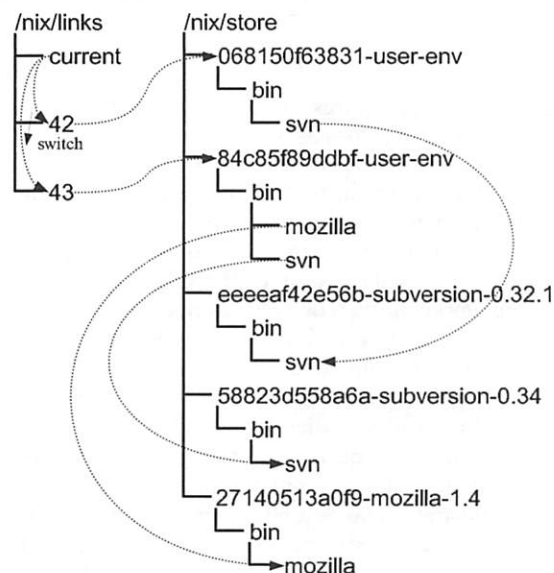 /nix/links
current
42
switch
43
/nix/store
068150f63831-user-env
bin
svn
84c85f89ddbf-user-env
bin
mozilla
svn
eeeeaf42e56b-subversion-0.32.1
bin
svn
58823d558a6a-subversion-0.34
bin
svn
27140513a0f9-mozilla-1.4
bin
mozilla